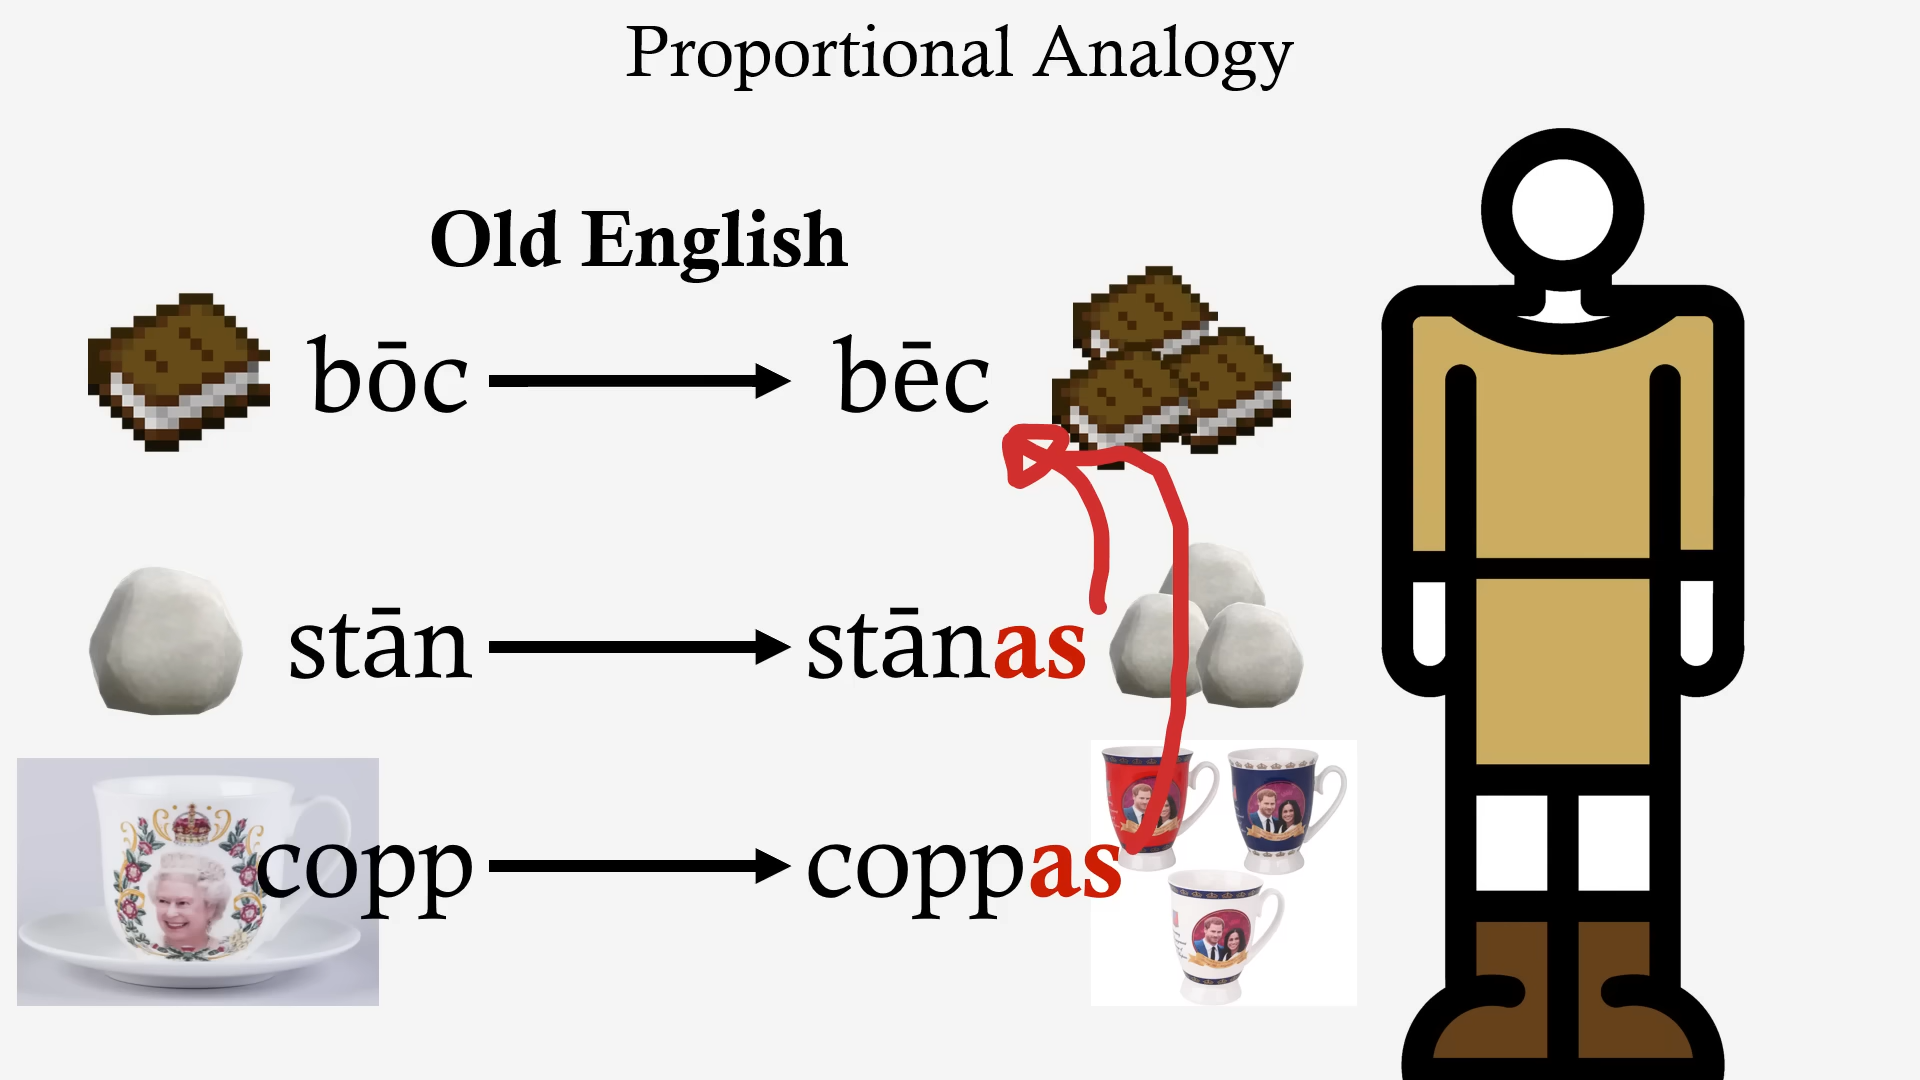 Proportional Analogy
Old English
bōc bēc
stān stānas
copp coppas